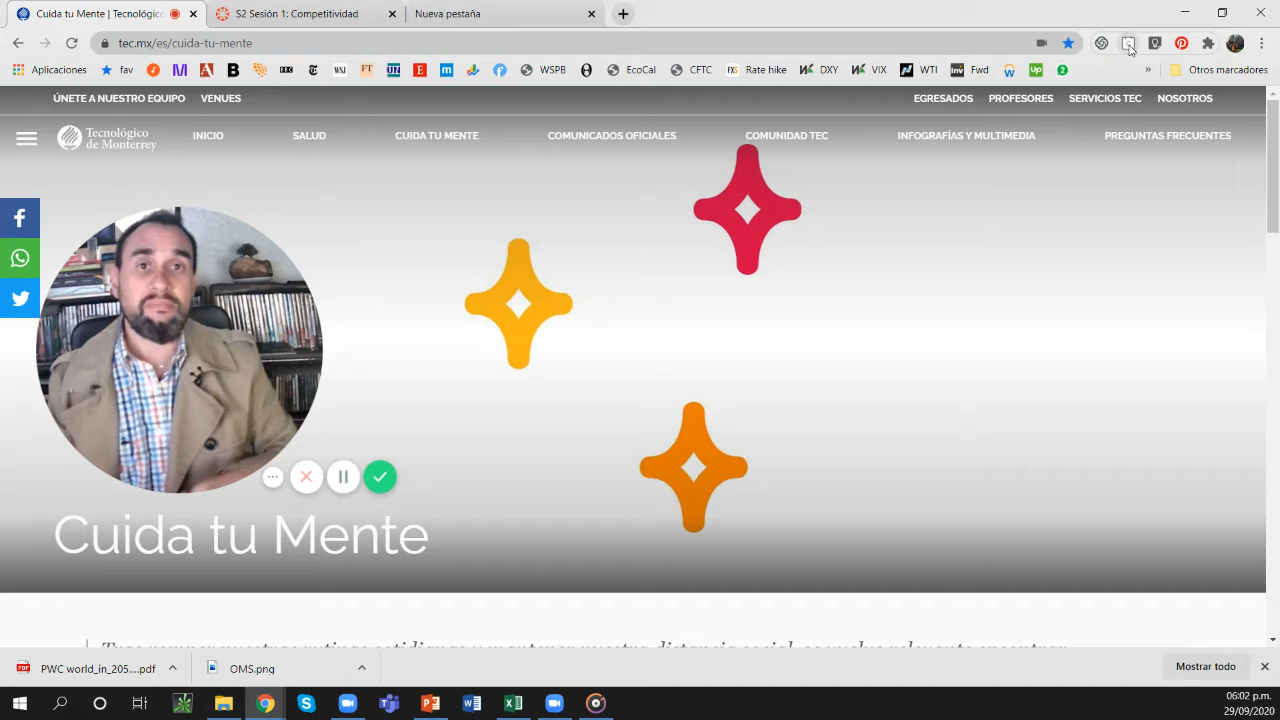 Cuida tu Mente | Tecnológic
S2 Sesión 1: Competitividad
Nueva pestaña
tec.mx/es/cuida-tu-mente
Aplicaciones
fav
WSPB
EcoCal
CFTC
Rate hike
DXY
VIX
WTI
Fwd
Otros marcadores
ÚNETE A NUESTRO EQUIPO VENUES
EGRESADOS PROFESORES SERVICIOS TEC NOSOTROS
Tecnológico
de Monterrey
INICIO SALUD CUIDA TU MENTE COMUNICADOS OFICIALES COMUNIDAD TEC INFOGRAFÍAS Y MULTIMEDIA PREGUNTAS FRECUENTES
Cuida tu Mente
PWC world_in_205....pdf
OMS.png
Mostrar todo
06:02 p.m.
29/09/2020